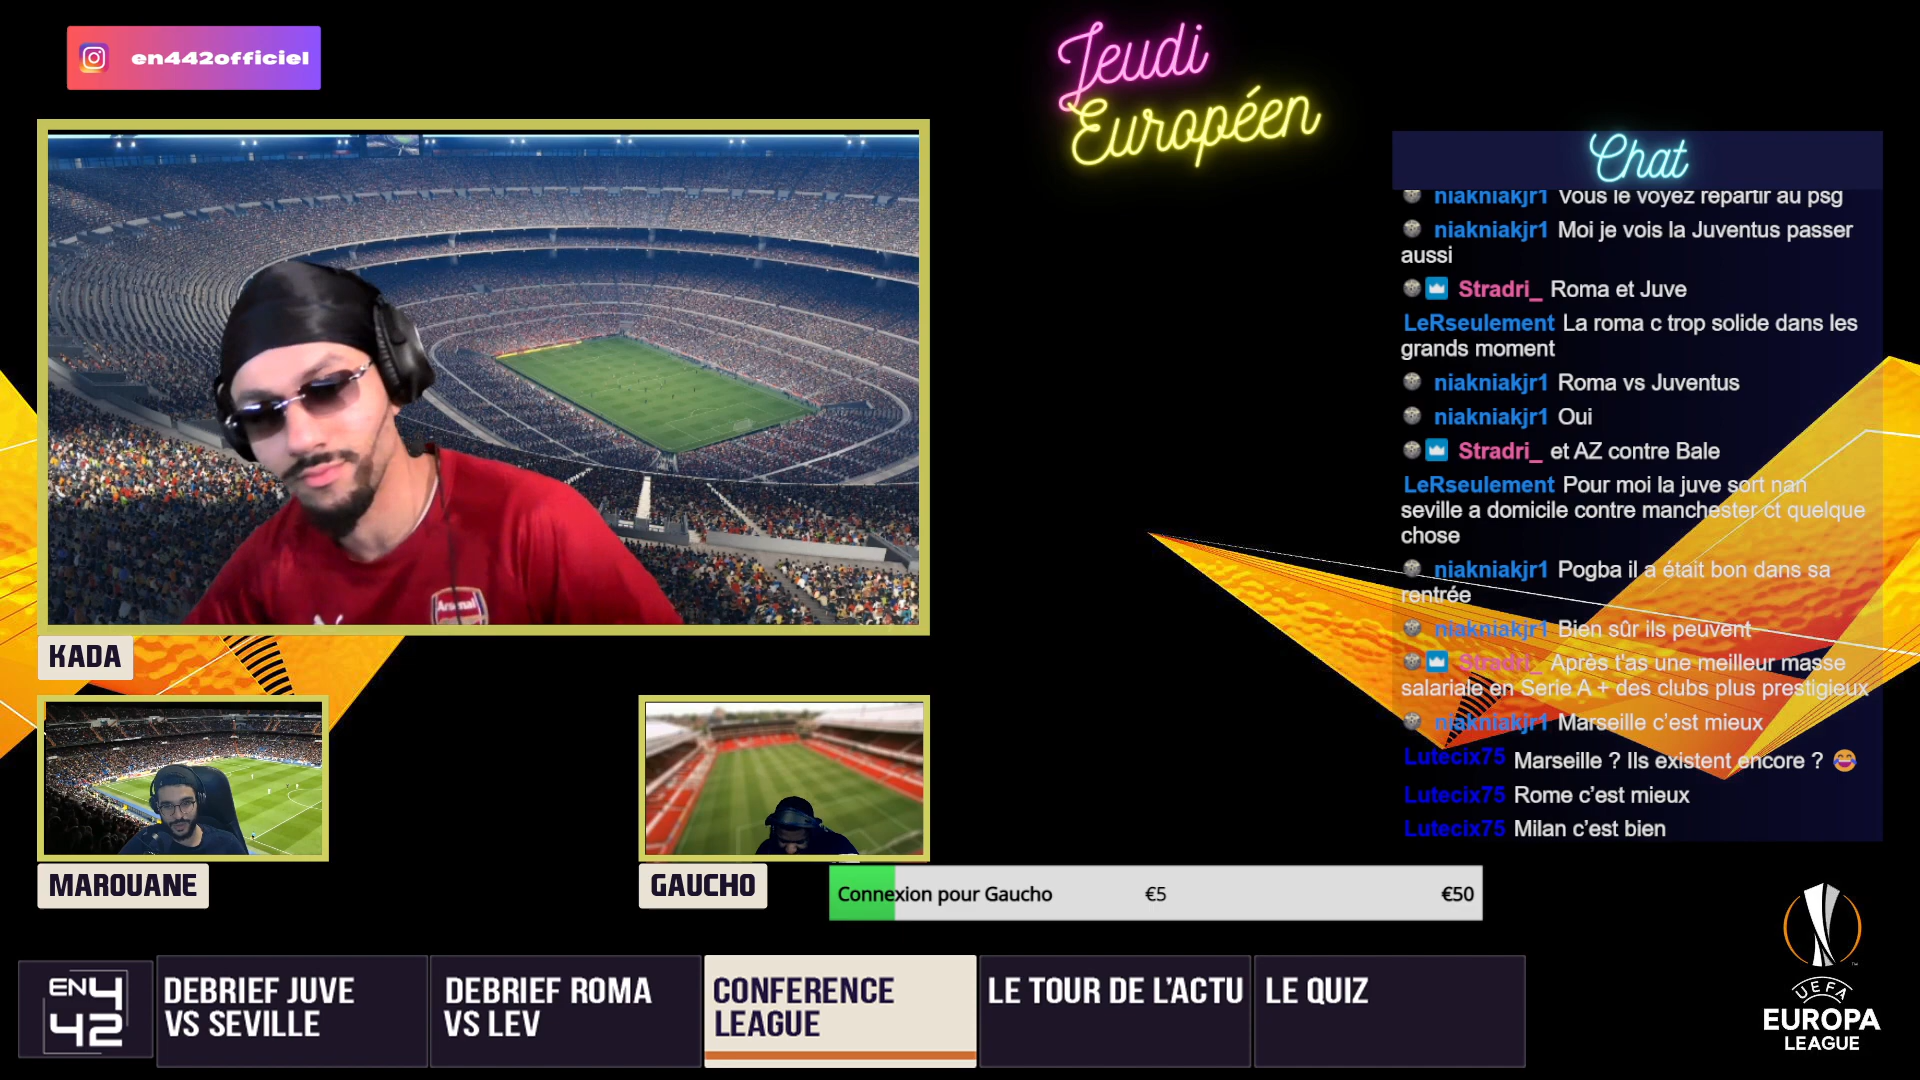 en442officiel
Jeudi
Européen
Chat
niakniakjr1 Vous le voyez repartir au psg
niakniakjr1 Moi je vois la Juventus passer
aussi
Stradri_ Roma et Juve
LeRseulement La roma c trop solide dans les
grands moment
niakniakjr1 Roma vs Juventus
niakniakjr1 Oui
Stradri_ et AZ contre Bale
LeRseulement Pour moi la juve sort nan
seville a domicile contre manchester ct quelque
chose
niakniakjr1 Pogba il a était bon dans sa
rentrée
niakniakjr1 Bien sûr ils peuvent
Stradri_ Après t'as une meilleur masse
salariale en Serie A + des clubs plus prestigieux
niakniakjr1 Marseille c'est mieux
Lutecix75 Marseille ? Ils existent encore ? 😂
Lutecix75 Rome c'est mieux
Lutecix75 Milan c'est bien
Arsenal
KADA
MAROUANE
GAUCHO
Connexion pour Gaucho €5 €50
EN 4
42
DEBRIEF JUVE
VS SEVILLE
DEBRIEF ROMA
VS LEV
CONFERENCE
LEAGUE
LE TOUR DE L'ACTU
LE QUIZ
UEFA
EUROPA
LEAGUE